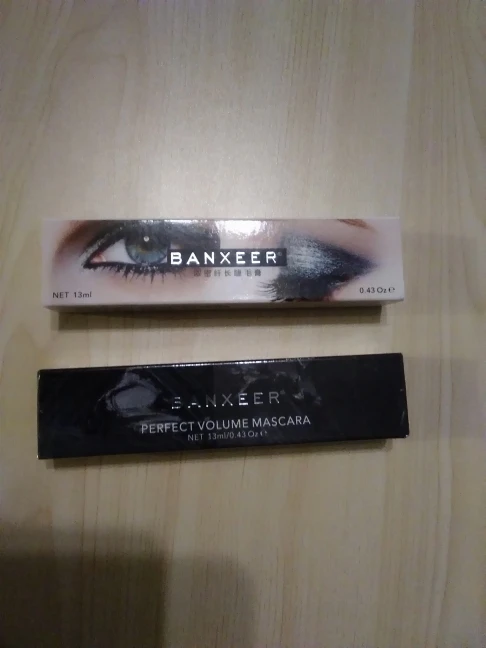 BANXEER
NET 13ml
0.43 Oz ℮
BANXEER
PERFECT VOLUME MASCARA
NET 13ml/0.43 Oz ℮